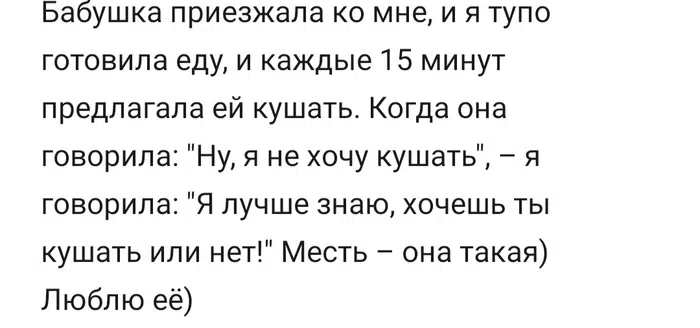 Бабушка приезжала ко мне, и я тупо
готовила еду, и каждые 15 минут
предлагала ей кушать. Когда она
говорила: "Ну, я не хочу кушать", – я
говорила: "Я лучше знаю, хочешь ты
кушать или нет!" Месть – она такая)
Люблю её)